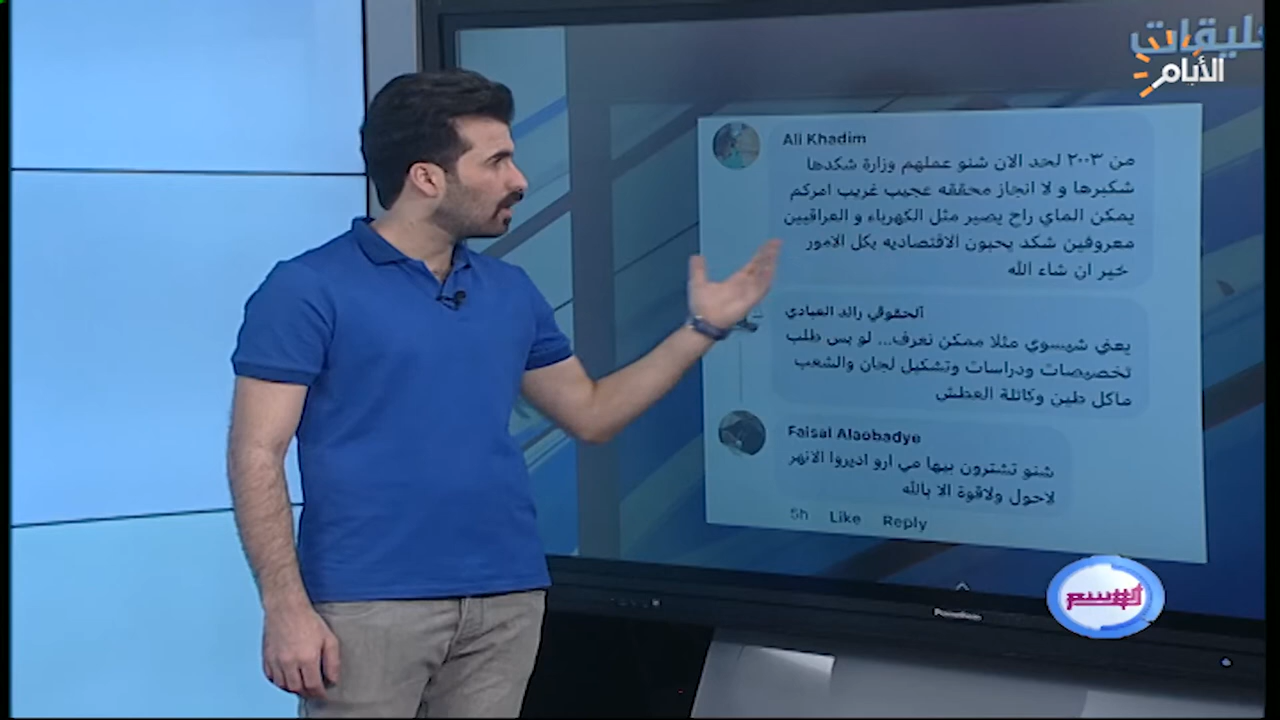 تعليقات
الأيام
Ali Khadim
من ٢٠٠٣ لحد الان شنو عملهم وزارة شكدها
شكبرها و لا انجاز محققه عجيب غريب امركم
يمكن الماي راح يصير مثل الكهرباء و العراقيين
معروفين شكد يحبون الاقتصاديه بكل الامور
خير ان شاء الله
الحقوقي رائد العبادي
يعني شيسوي مثلا ممكن نعرف... لو بس طلب
تخصيصات ودراسات وتشكيل لجان والشعب
ماكل طين وكاتلة العطش
Faisal Alaobadye
شنو تشترون بيها مي ارو اديروا الانهر
لاحول ولاقوة الا بالله
5h Like Reply